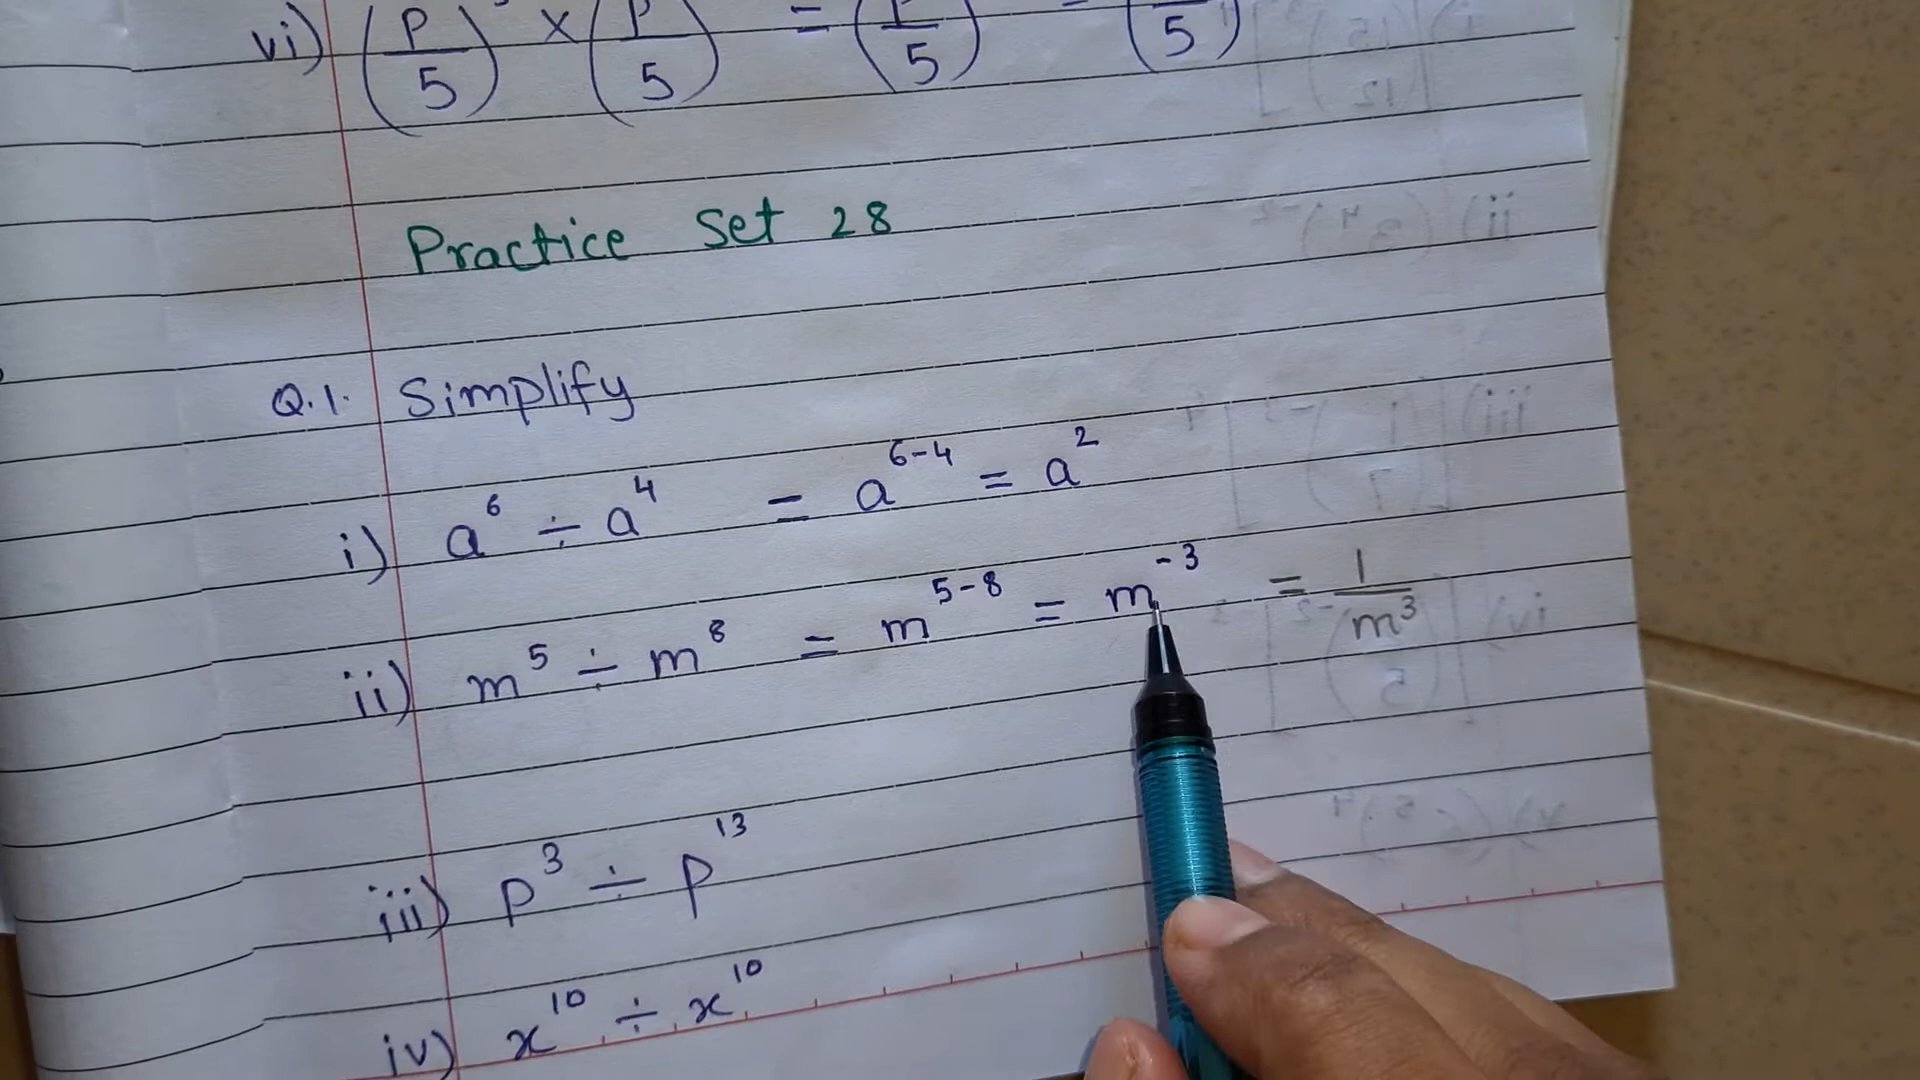 vi) (P/5) × (P/5) = (P/5) = (/5)
Practice Set 28
Q.1. Simplify
i) a⁶ ÷ a⁴ = a⁶⁻⁴ = a²
ii) m⁵ ÷ m⁸ = m⁵⁻⁸ = m⁻³ = 1/m³
iii) p³ ÷ p¹³
iv) x¹⁰ ÷ x¹⁰